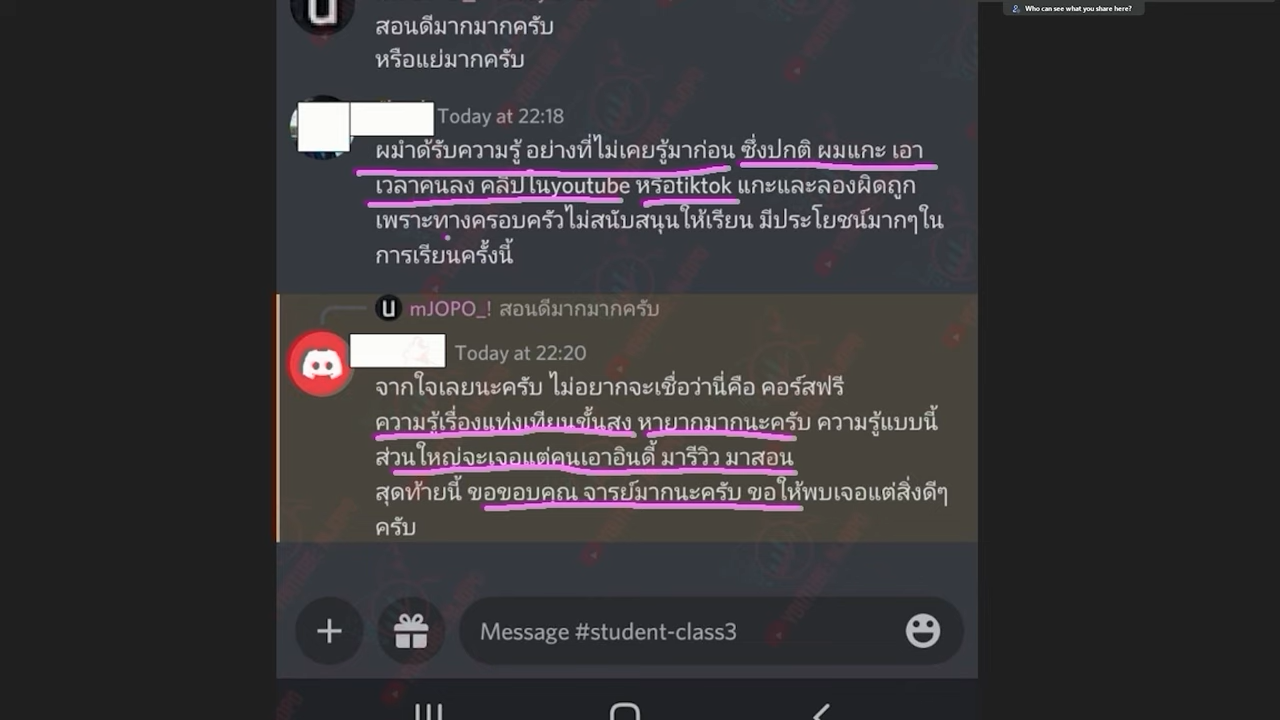 Who can see what you share here?
สอนดีมากมากครับ
หรือแย่มากครับ
Today at 22:18
ผมำด้รับความรู้ อย่างที่ไม่เคยรู้มาก่อน ซึ่งปกติ ผมแกะ เอา
เวลาคนลง คลิปในyoutube หรือtiktok แกะและลองผิดถูก
เพราะทางครอบครัวไม่สนับสนุนให้เรียน มีประโยชน์มากๆใน
การเรียนครั้งนี้
mJOPO_! สอนดีมากมากครับ
Today at 22:20
จากใจเลยนะครับ ไม่อยากจะเชื่อว่านี่คือ คอร์สฟรี
ความรู้เรื่องแท่งเทียนขั้นสูง หายากมากนะครับ ความรู้แบบนี้
ส่วนใหญ่จะเจอแต่คนเอาอินดี้ มารีวิว มาสอน
สุดท้ายนี้ ขอขอบคุณ จารย์มากนะครับ ขอให้พบเจอแต่สิ่งดีๆ
ครับ
Message #student-class3